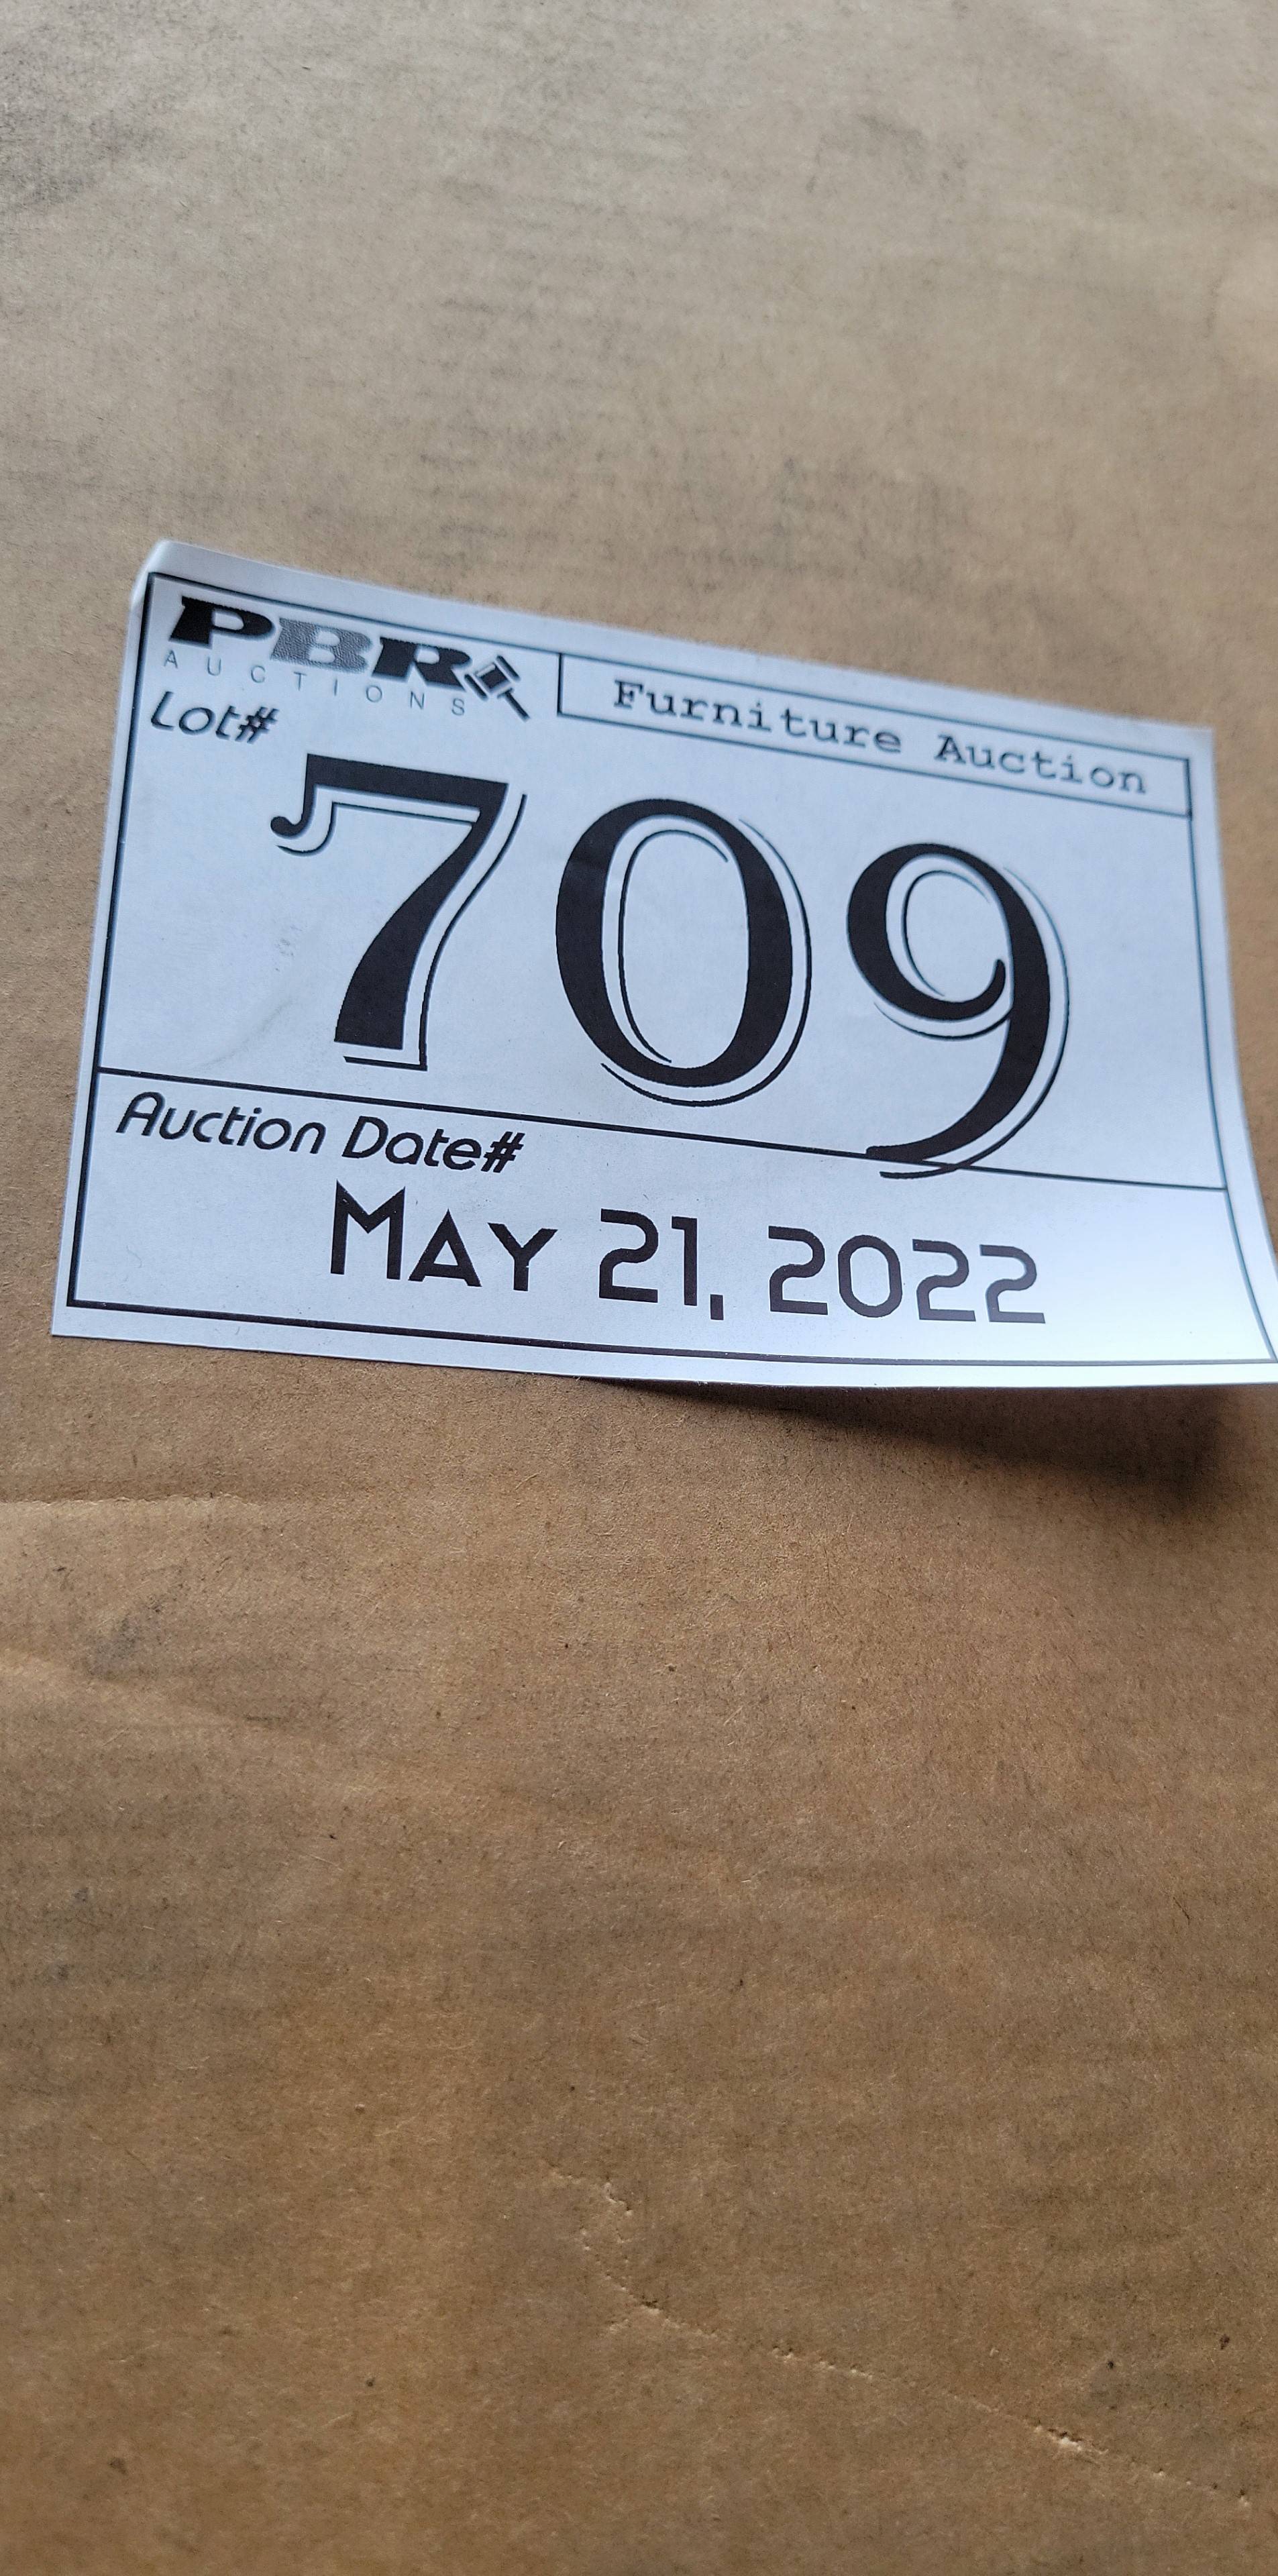 PBR
AUCTIONS
Furniture Auction
Lot#
709
Auction Date#
MAY 21, 2022